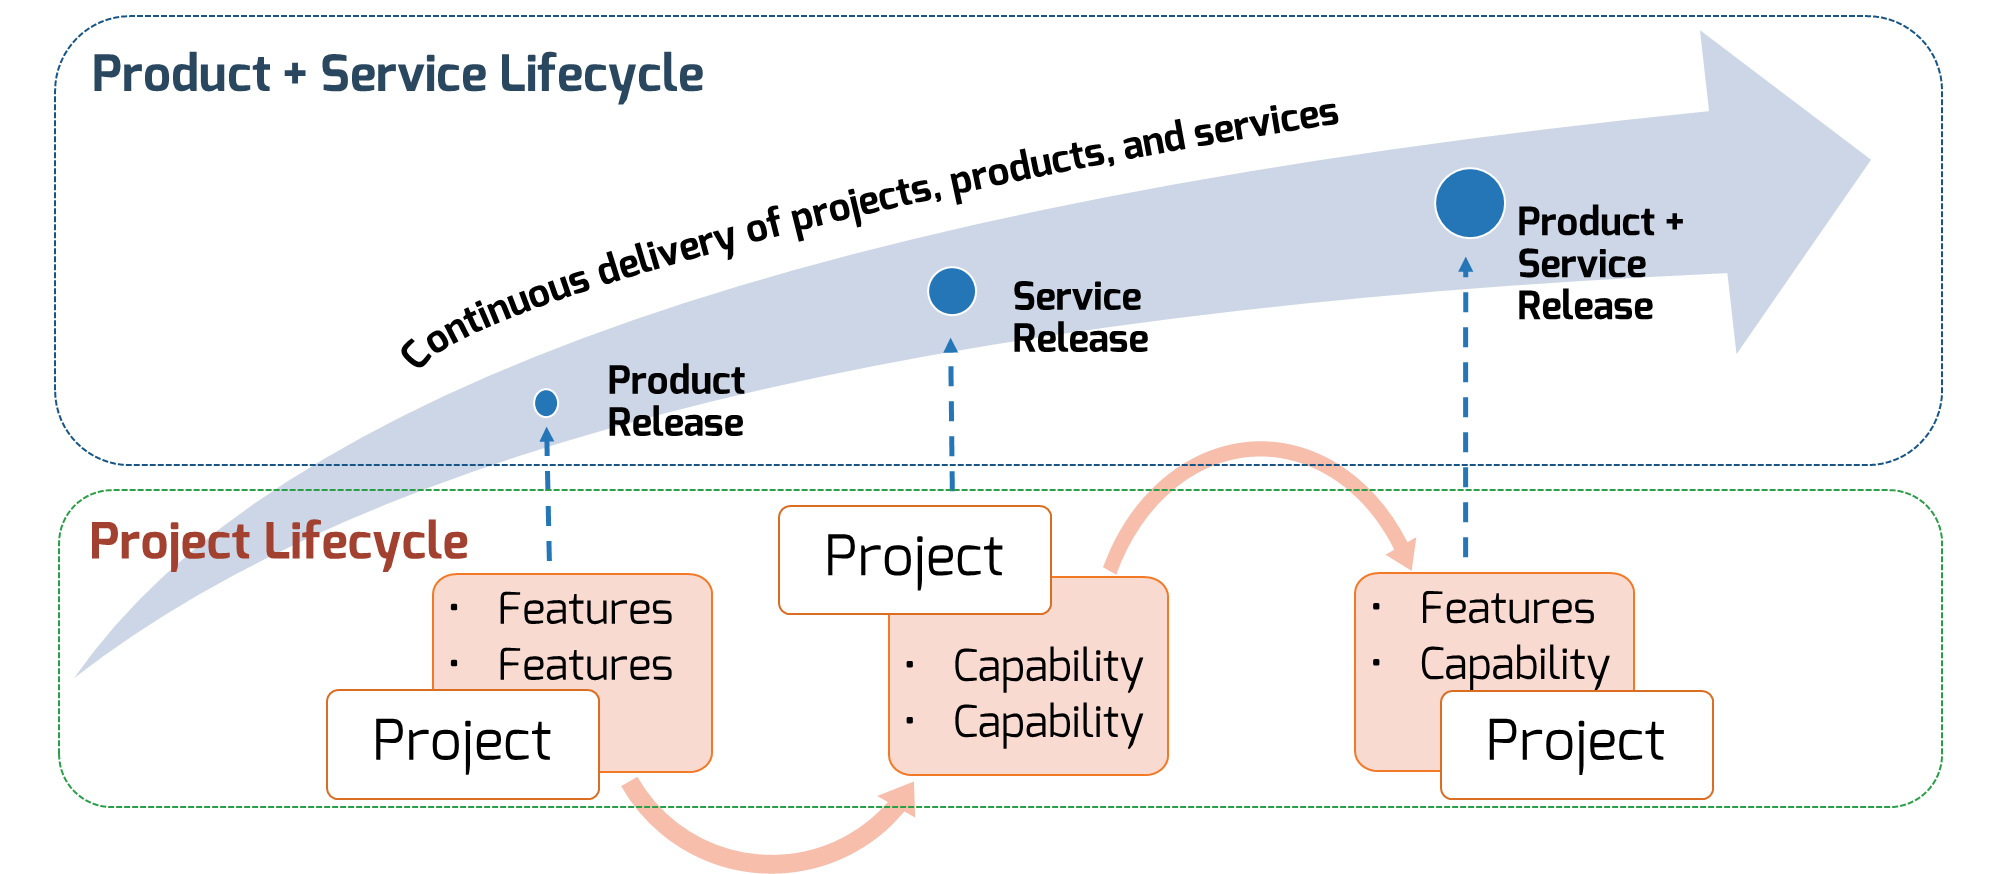 Product + Service Lifecycle
Continuous delivery of projects, products, and services
Product +
Service
Release
Service
Release
Product
Release
Project Lifecycle
• Features
• Features
Project
Project
• Capability
• Capability
• Features
• Capability
Project